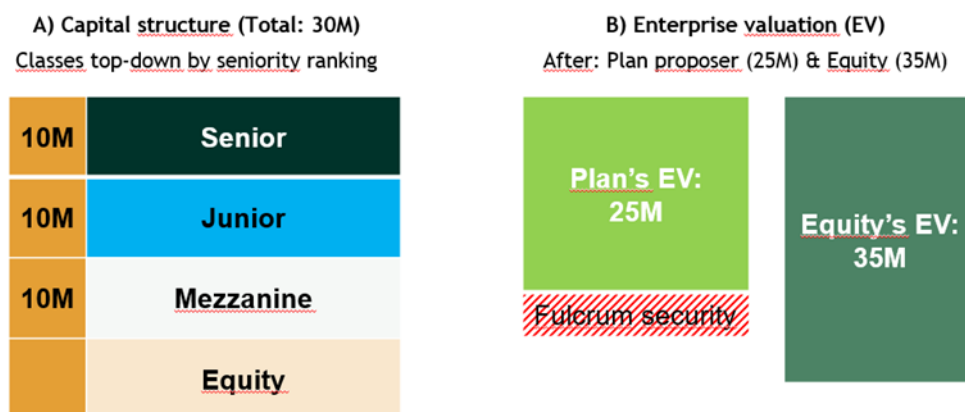 A) Capital structure (Total: 30M)
Classes top-down by seniority ranking
10M
Senior
10M
Junior
10M
Mezzanine
Equity
B) Enterprise valuation (EV)
After: Plan proposer (25M) & Equity (35M)
Plan's EV:
25M
Fulcrum security
Equity's EV:
35M